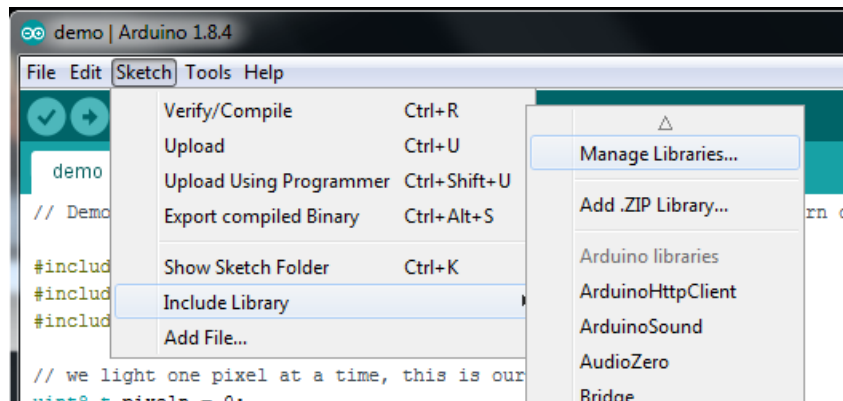 demo | Arduino 1.8.4
File Edit Sketch Tools Help
Verify/Compile Ctrl+R
Upload Ctrl+U
Upload Using Programmer Ctrl+Shift+U
Export compiled Binary Ctrl+Alt+S
Show Sketch Folder Ctrl+K
Include Library
Add File...
Manage Libraries...
Add .ZIP Library...
Arduino libraries
ArduinoHttpClient
ArduinoSound
AudioZero
Bridge
demo
// Demo
#includ
#includ
#includ
// we light one pixel at a time, this is our